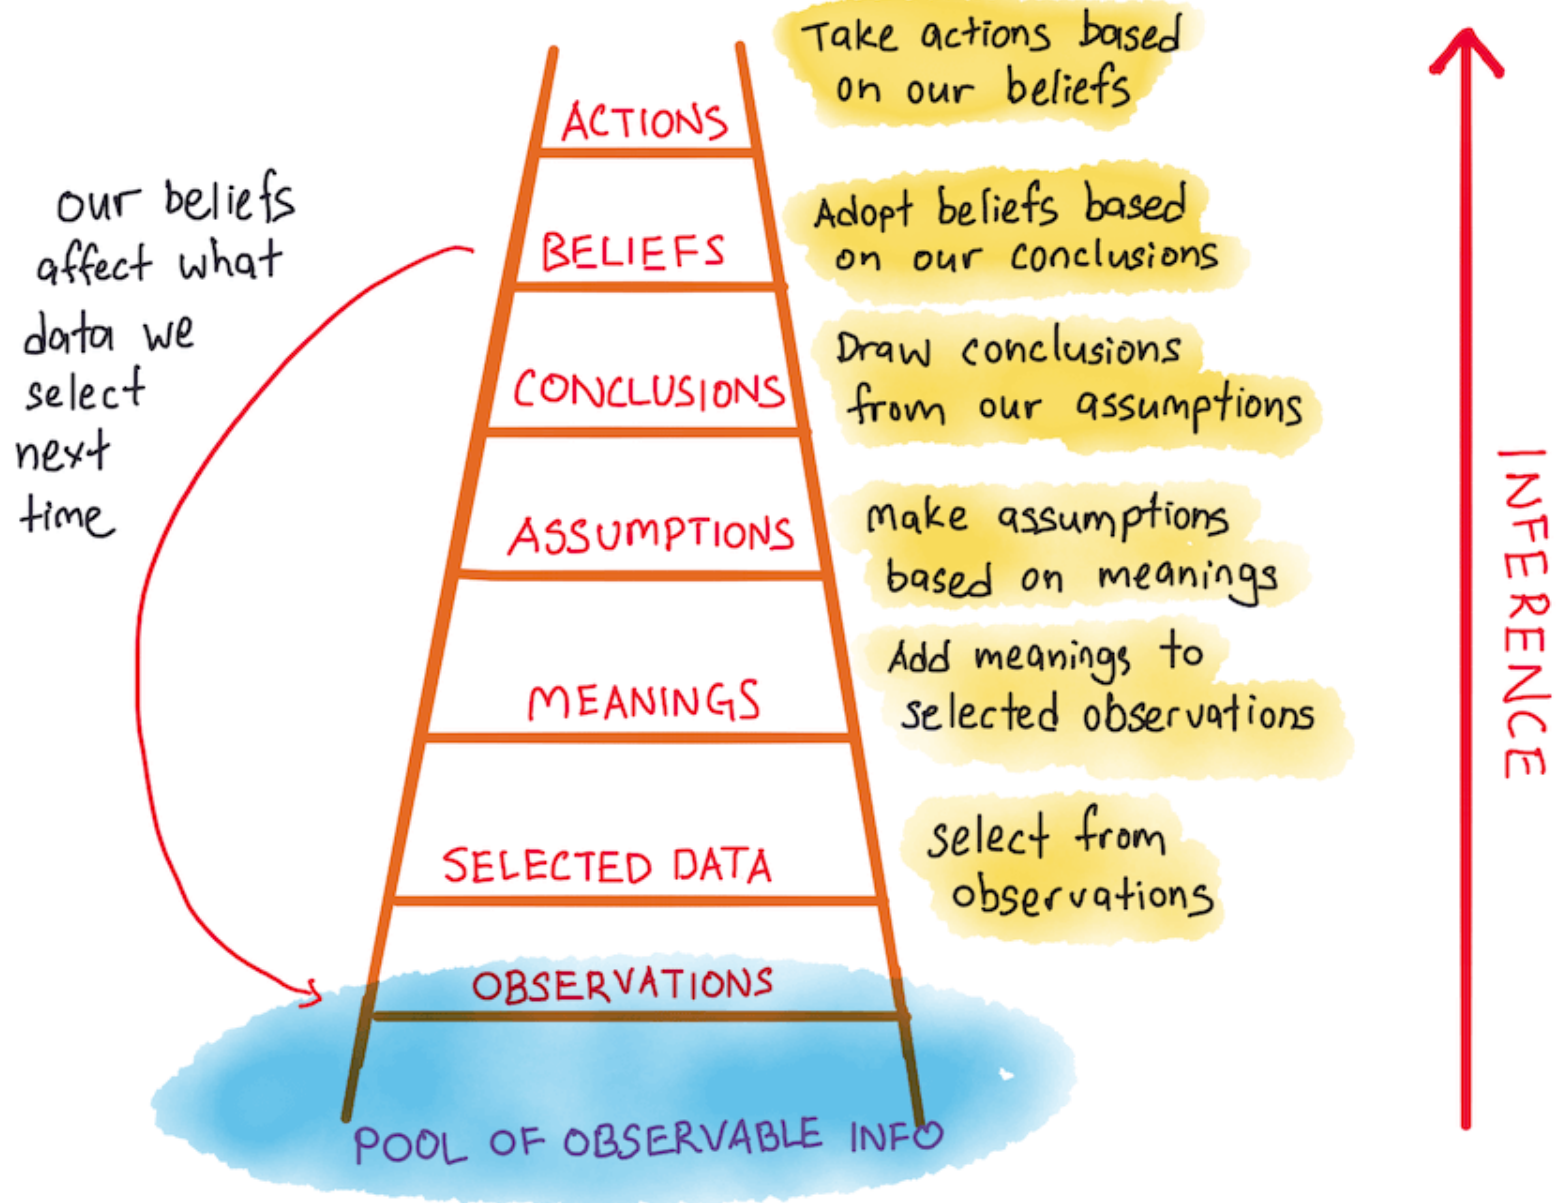 Take actions based
on our beliefs
ACTIONS
our beliefs
affect what
data we
select
next
time
Adopt beliefs based
on our conclusions
BELIEFS
Draw conclusions
from our assumptions
CONCLUSIONS
Make assumptions
based on meanings
ASSUMPTIONS
Add meanings to
selected observations
MEANINGS
select from
observations
SELECTED DATA
OBSERVATIONS
POOL OF OBSERVABLE INFO
INFERENCE